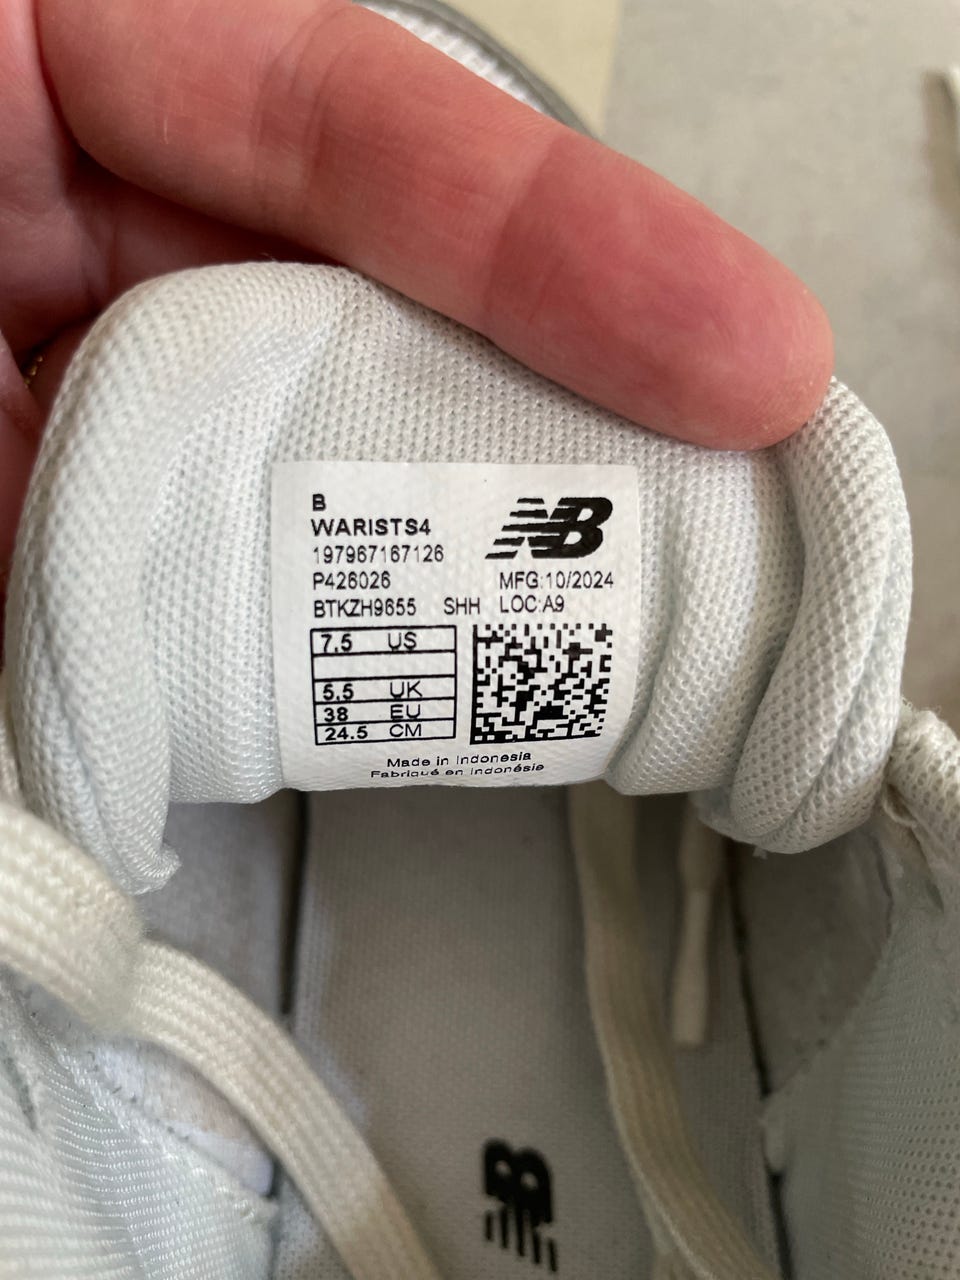 B
WARISTS4
197967167126
P426026 MFG:10/2024
BTKZH9655 SHH LOC:A9
7.5 US
5.5 UK
38 EU
24.5 CM
Made in Indonesia
Fabriqué en Indonésie
NB